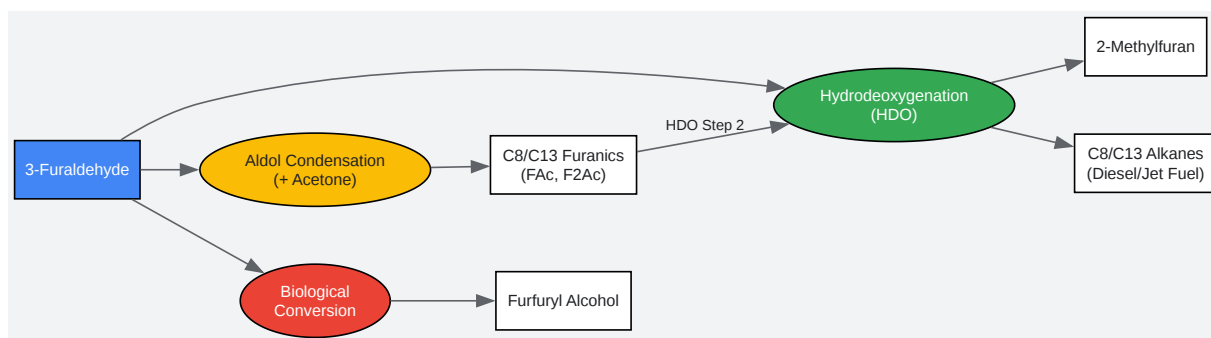 2-Methylfuran
Hydrodeoxygenation
(HDO)
HDO Step 2
3-Furaldehyde
Aldol Condensation
(+ Acetone)
C8/C13 Furanics
(FAc, F2Ac)
C8/C13 Alkanes
(Diesel/Jet Fuel)
Biological
Conversion
Furfuryl Alcohol